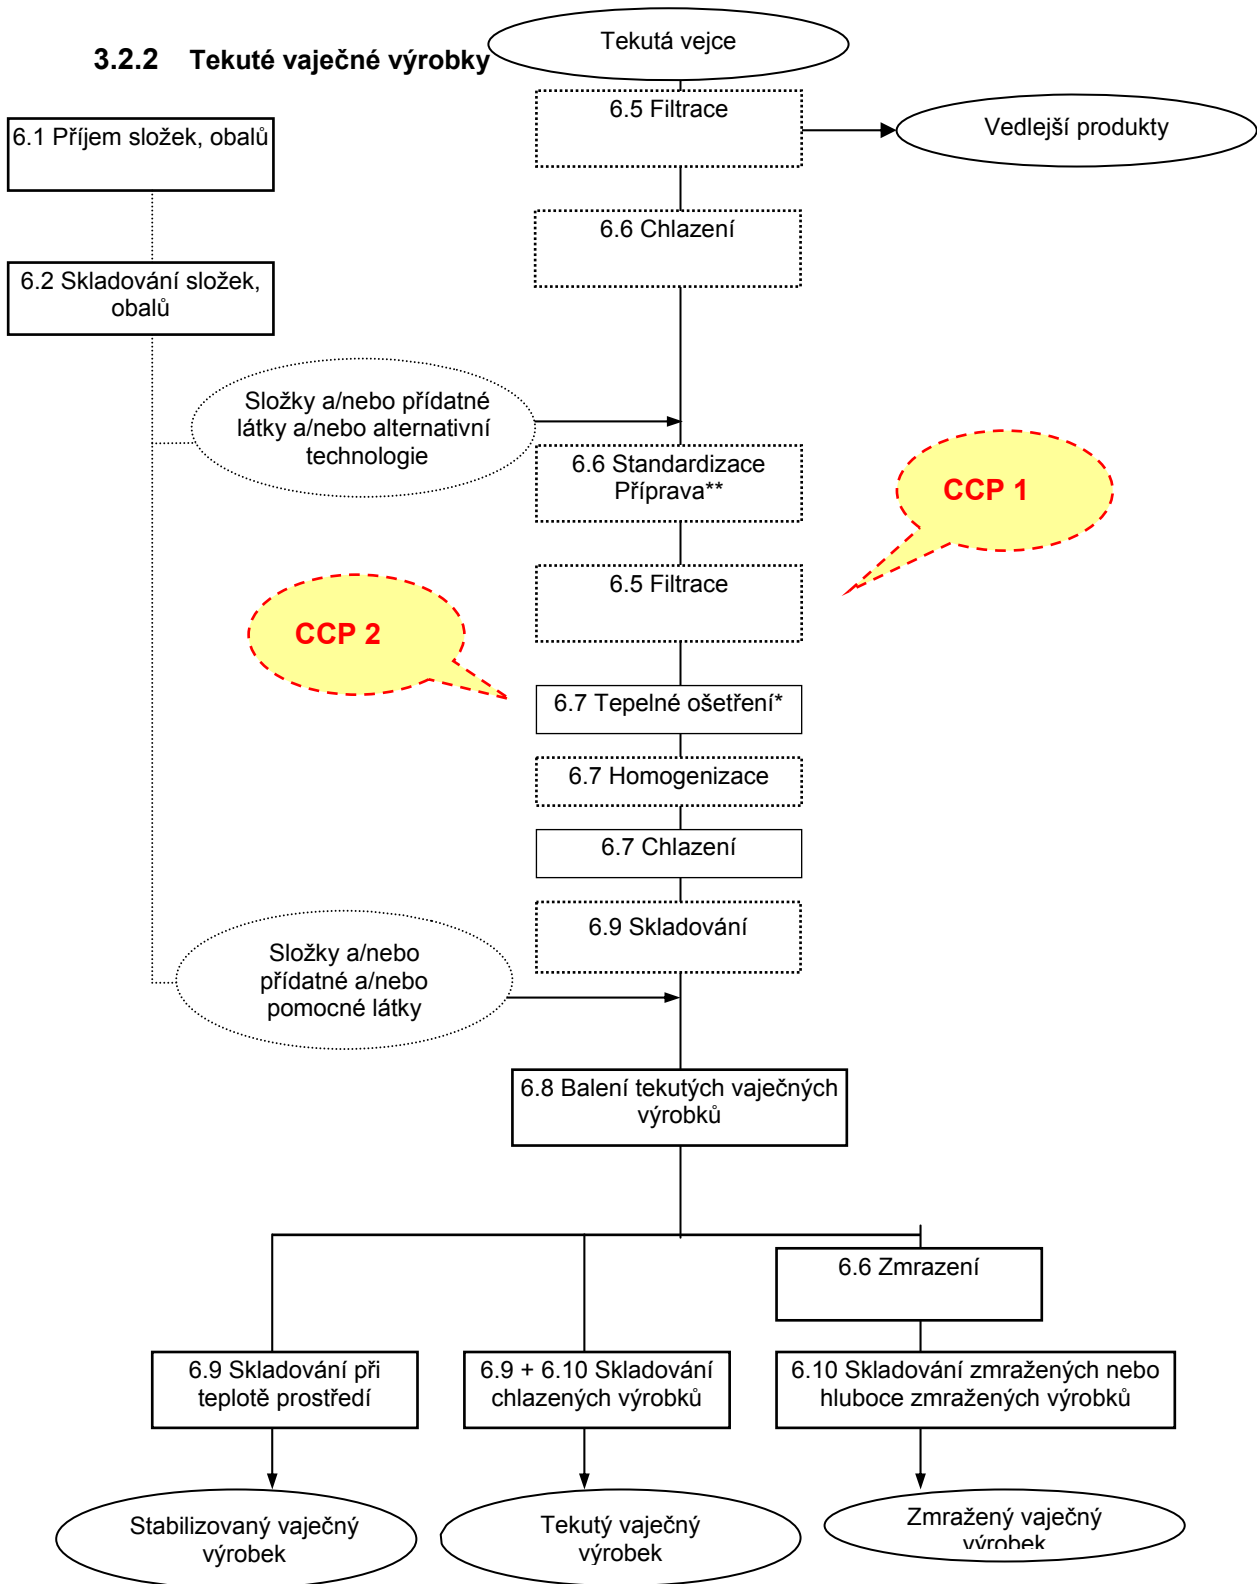 3.2.2 Tekuté vaječné výrobky
Tekutá vejce
6.5 Filtrace
Vedlejší produkty
6.1 Příjem složek, obalů
6.6 Chlazení
6.2 Skladování složek,
obalů
Složky a/nebo přídatné
látky a/nebo alternativní
technologie
6.6 Standardizace
Příprava**
CCP 1
6.5 Filtrace
CCP 2
6.7 Tepelné ošetření*
6.7 Homogenizace
6.7 Chlazení
6.9 Skladování
Složky a/nebo
přídatné a/nebo
pomocné látky
6.8 Balení tekutých vaječných
výrobků
6.6 Zmrazení
6.9 Skladování při
teplotě prostředí
6.9 + 6.10 Skladování
chlazených výrobků
6.10 Skladování zmražených nebo
hluboce zmražených výrobků
Stabilizovaný vaječný
výrobek
Tekutý vaječný
výrobek
Zmražený vaječný
výrobek